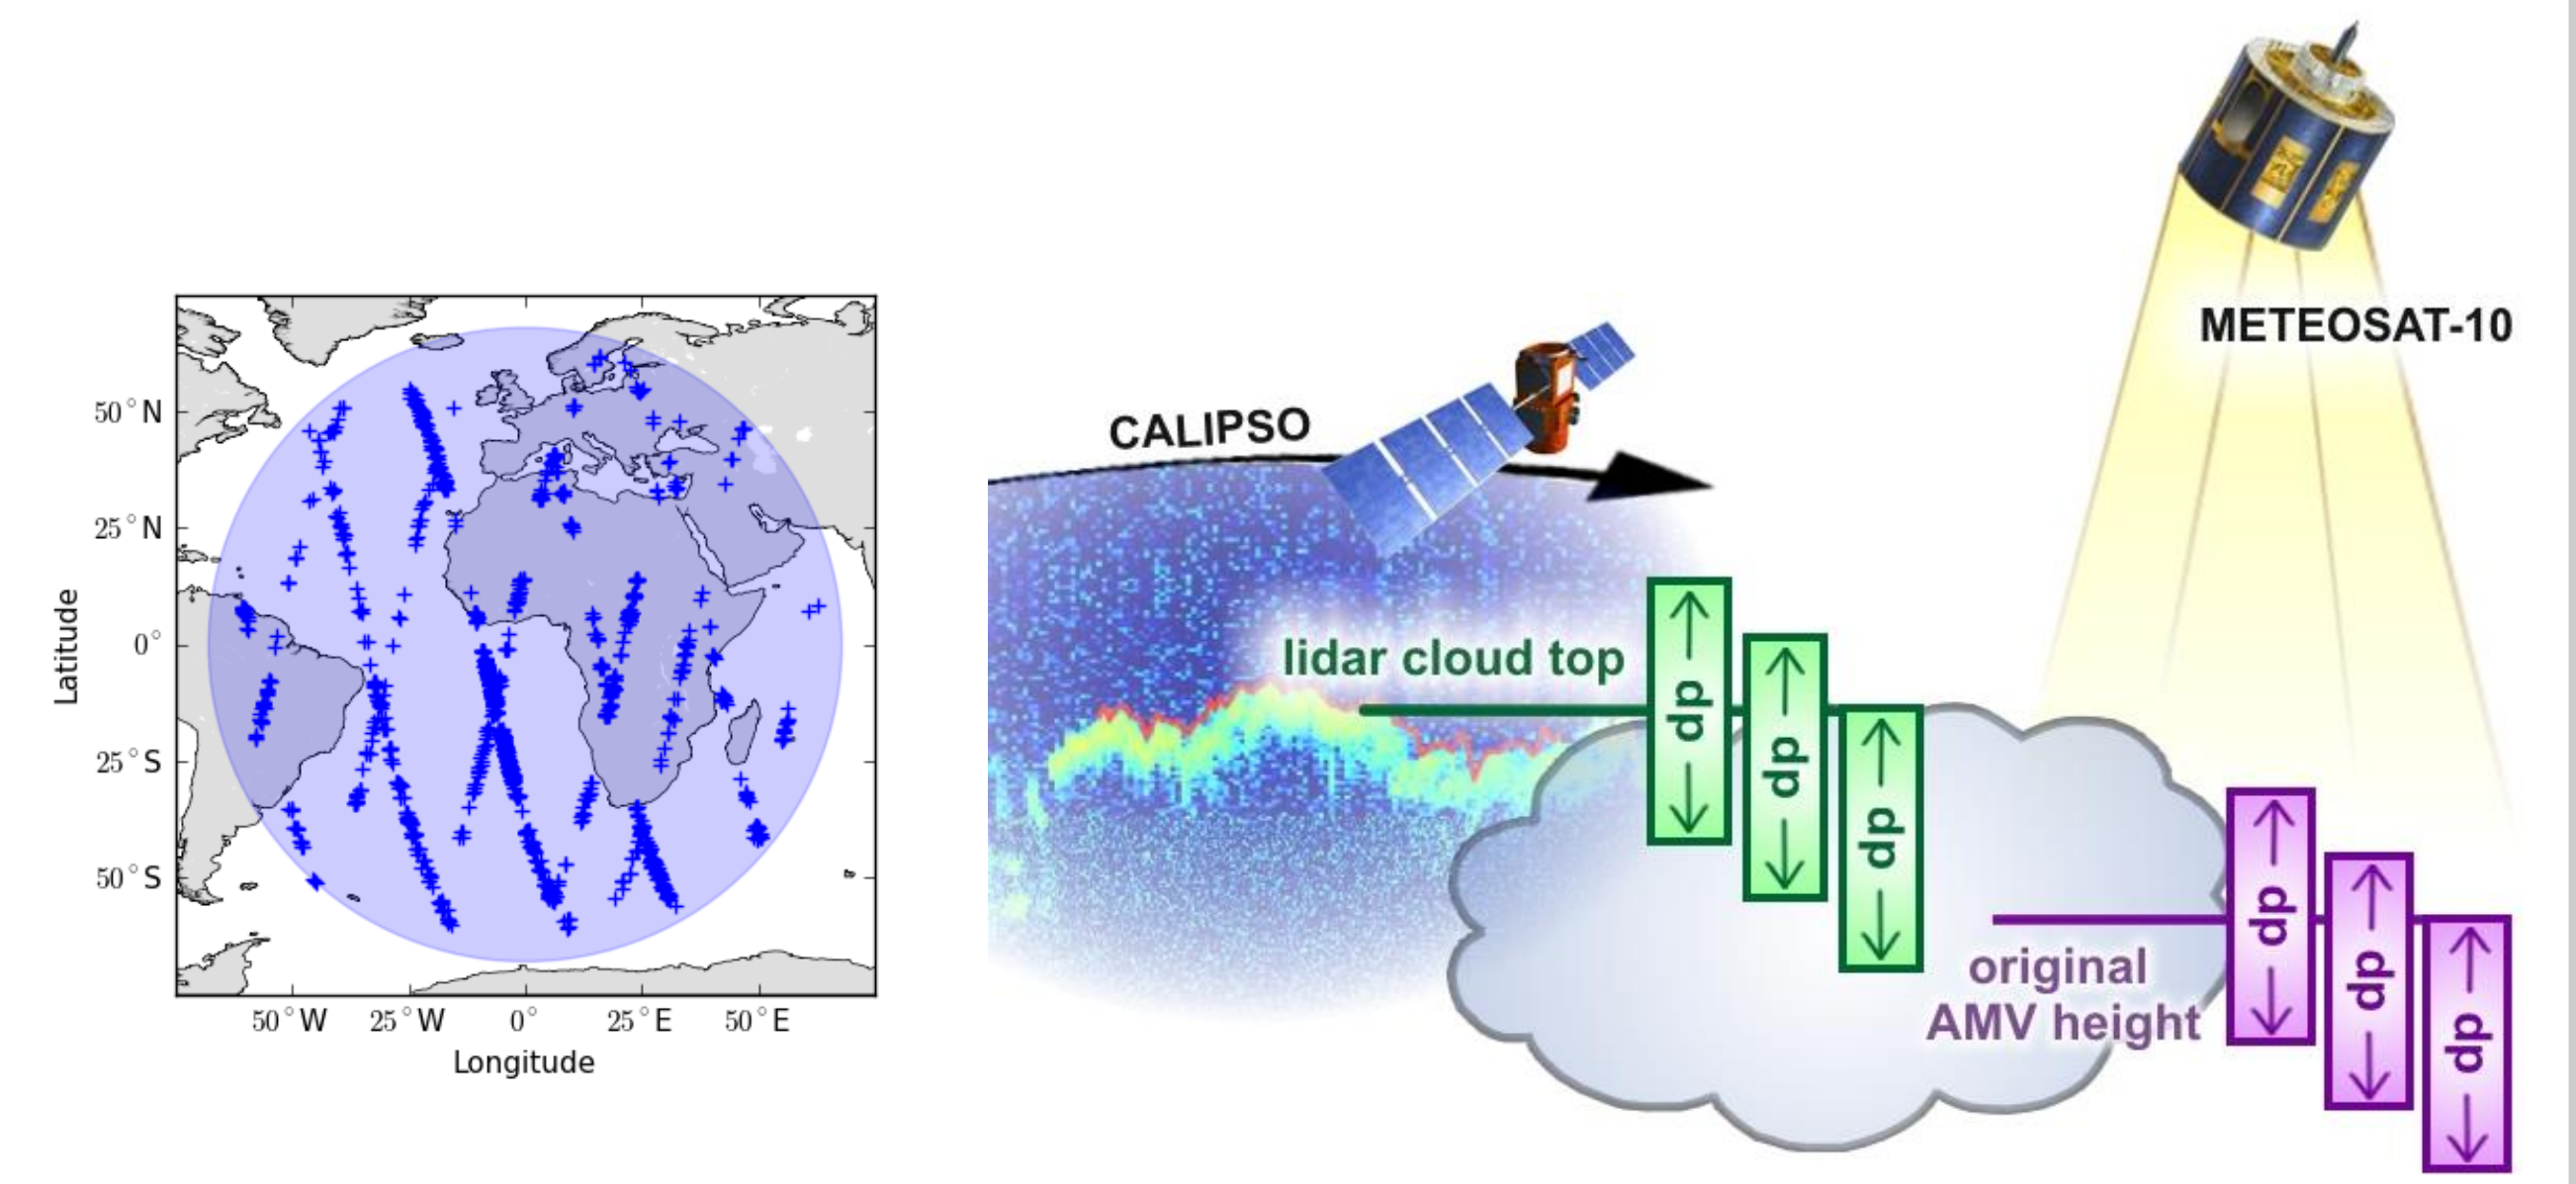 50°N
25°N
0°
25°S
50°S
Latitude
50°W 25°W 0° 25°E 50°E
Longitude
CALIPSO
METEOSAT-10
lidar cloud top
dp
dp
dp
original
AMV height
dp
dp
dp